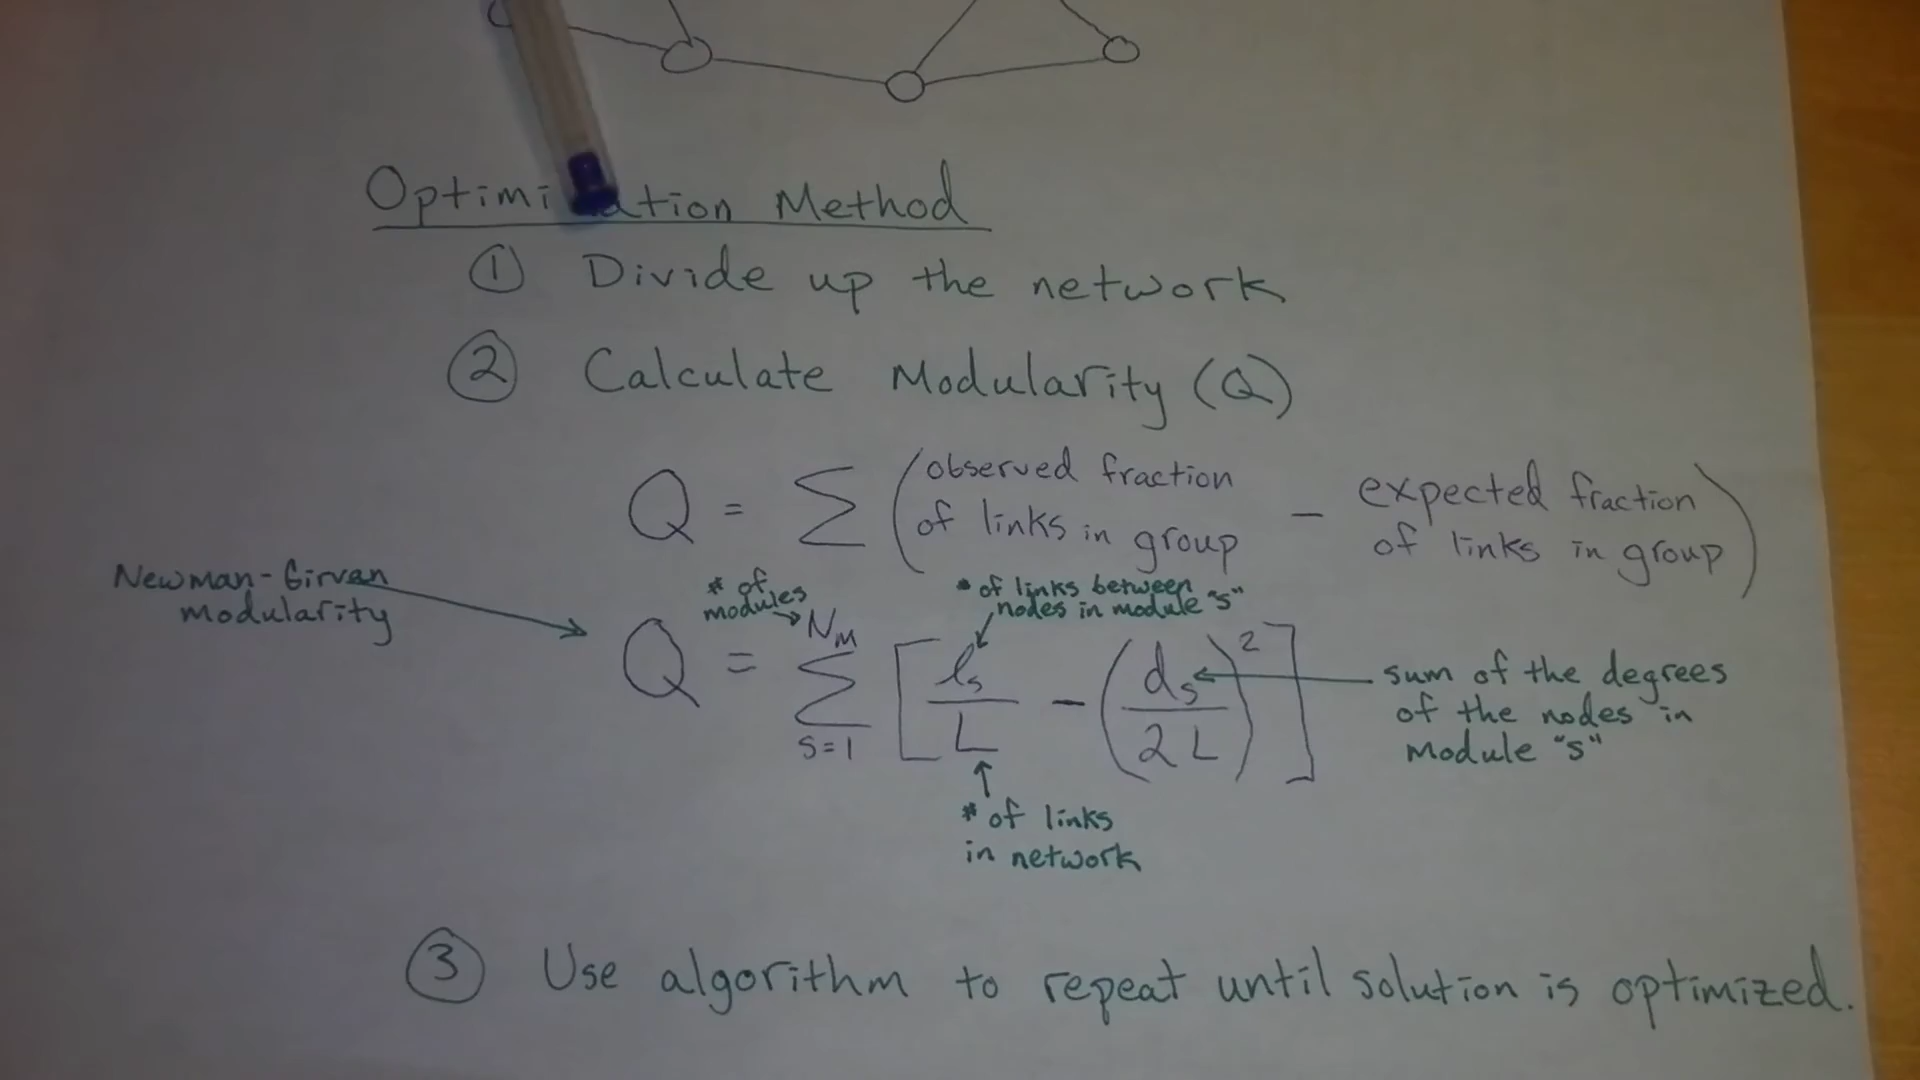 Optimization Method
① Divide up the network
② Calculate Modularity (Q)
Q = Σ (observed fraction of links in group − expected fraction of links in group)
Newman-Girvan
modularity
# of
modules
# of links between
nodes in module "s"
Q = Σ_{s=1}^{N_M} [ l_s / L − ( d_s / 2L )² ]
sum of the degrees
of the nodes in
module "s"
# of links
in network
③ Use algorithm to repeat until solution is optimized.